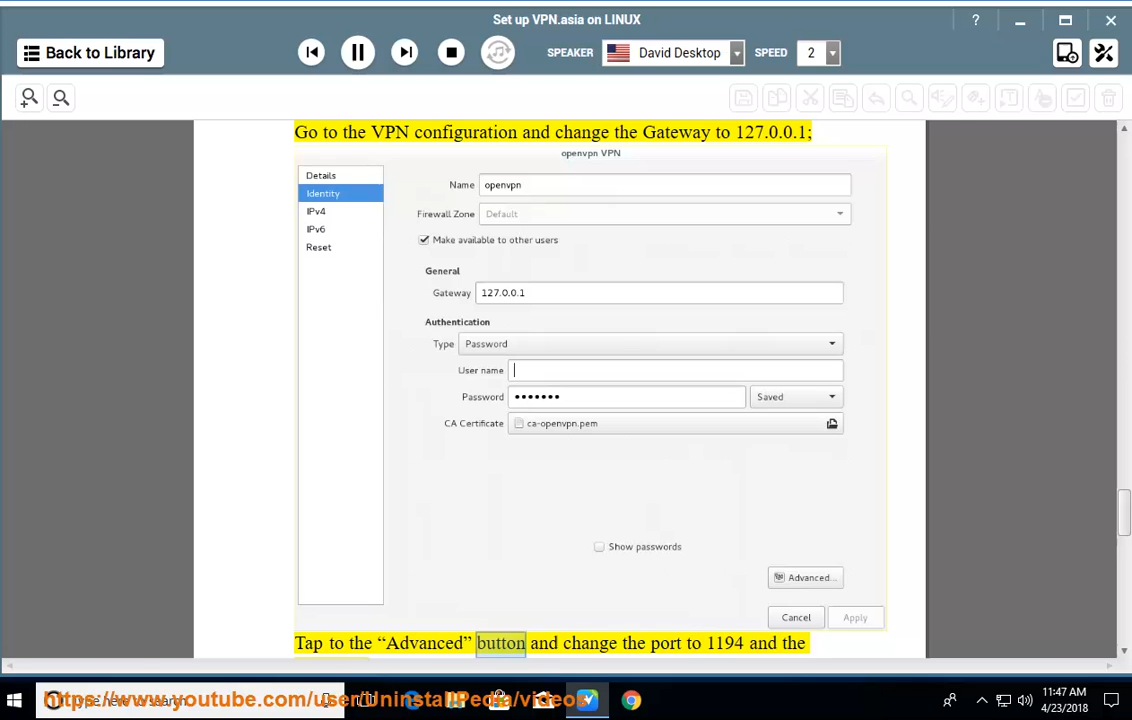 Set up VPN.asia on LINUX
?
Back to Library
SPEAKER
David Desktop
SPEED
2
Go to the VPN configuration and change the Gateway to 127.0.0.1;
openvpn VPN
Details
Identity
IPv4
IPv6
Reset
Name
openvpn
Firewall Zone
Default
Make available to other users
General
Gateway
127.0.0.1
Authentication
Type
Password
User name
Password
•••••••
Saved
CA Certificate
ca-openvpn.pem
Show passwords
Advanced...
Cancel
Apply
Tap to the “Advanced” button and change the port to 1194 and the
Type here to search
https://www.youtube.com/user/UninstallPedia/videos
11:47 AM
4/23/2018